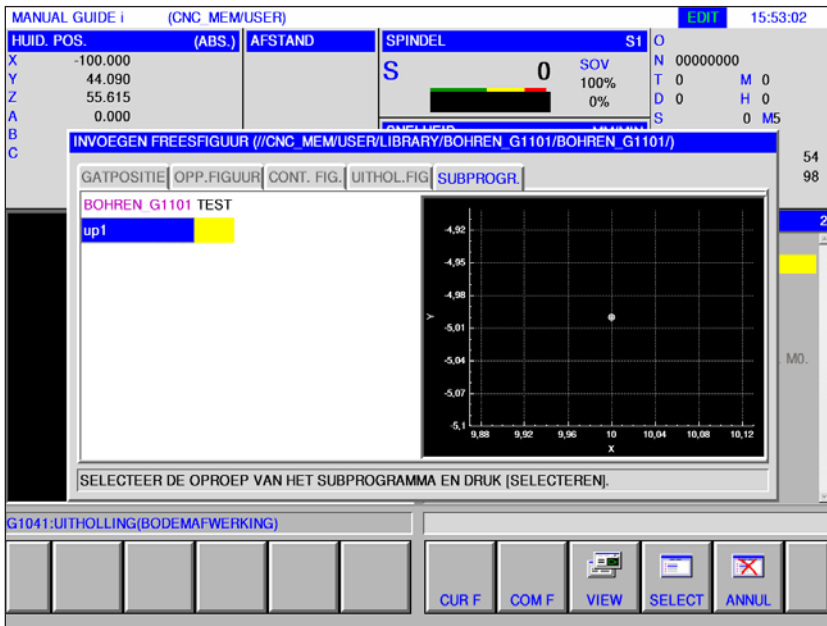 MANUAL GUIDE i (CNC_MEM/USER) EDIT 15:53:02
HUID. POS. (ABS.) AFSTAND SPINDEL S1 O
X -100.000 S 0 SOV N 00000000
Y 44.090 100% T 0 M 0
Z 55.615 0% D 0 H 0
A 0.000 S 0 M5
B
C 54
98
INVOEGEN FREESFIGUUR (//CNC_MEM/USER/LIBRARY/BOHREN_G1101/BOHREN_G1101/)
GATPOSITIE OPP.FIGUUR CONT. FIG. UITHOL.FIG SUBPROGR.
BOHREN_G1101 TEST
up1
2
-4,92
-4,95
-4,98
Y
-5,01
-5,04
-5,07
-5,1
9,88 9,92 9,96 10 10,04 10,08 10,12
X
M0.
SELECTEER DE OPROEP VAN HET SUBPROGRAMMA EN DRUK [SELECTEREN].
G1041:UITHOLLING(BODEMAFWERKING)
CUR F COM F VIEW SELECT ANNUL